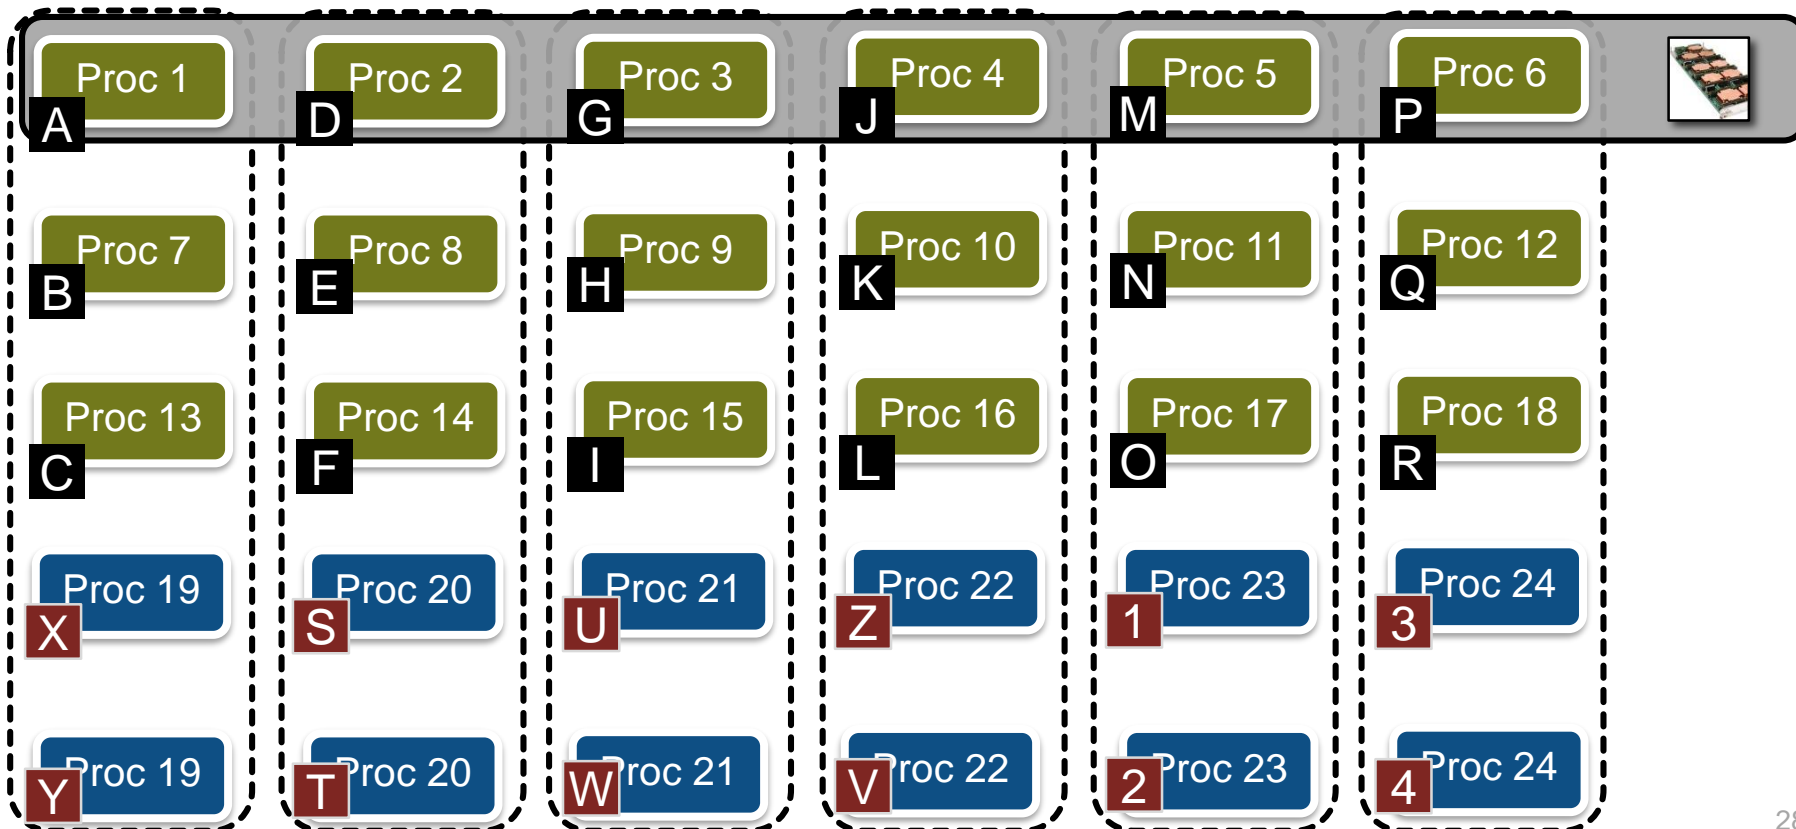 Proc 1 Proc 2 Proc 3 Proc 4 Proc 5 Proc 6
A D G J M P
Proc 7 Proc 8 Proc 9 Proc 10 Proc 11 Proc 12
B E H K N Q
Proc 13 Proc 14 Proc 15 Proc 16 Proc 17 Proc 18
C F I L O R
Proc 19 Proc 20 Proc 21 Proc 22 Proc 23 Proc 24
X S U Z 1 3
Proc 19 Proc 20 Proc 21 Proc 22 Proc 23 Proc 24
Y T W V 2 4
28